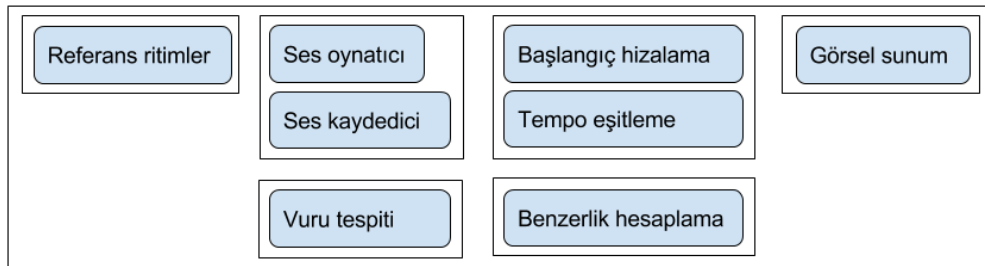 Referans ritimler
Ses oynatıcı
Ses kaydedici
Vuru tespiti
Başlangıç hizalama
Tempo eşitleme
Benzerlik hesaplama
Görsel sunum